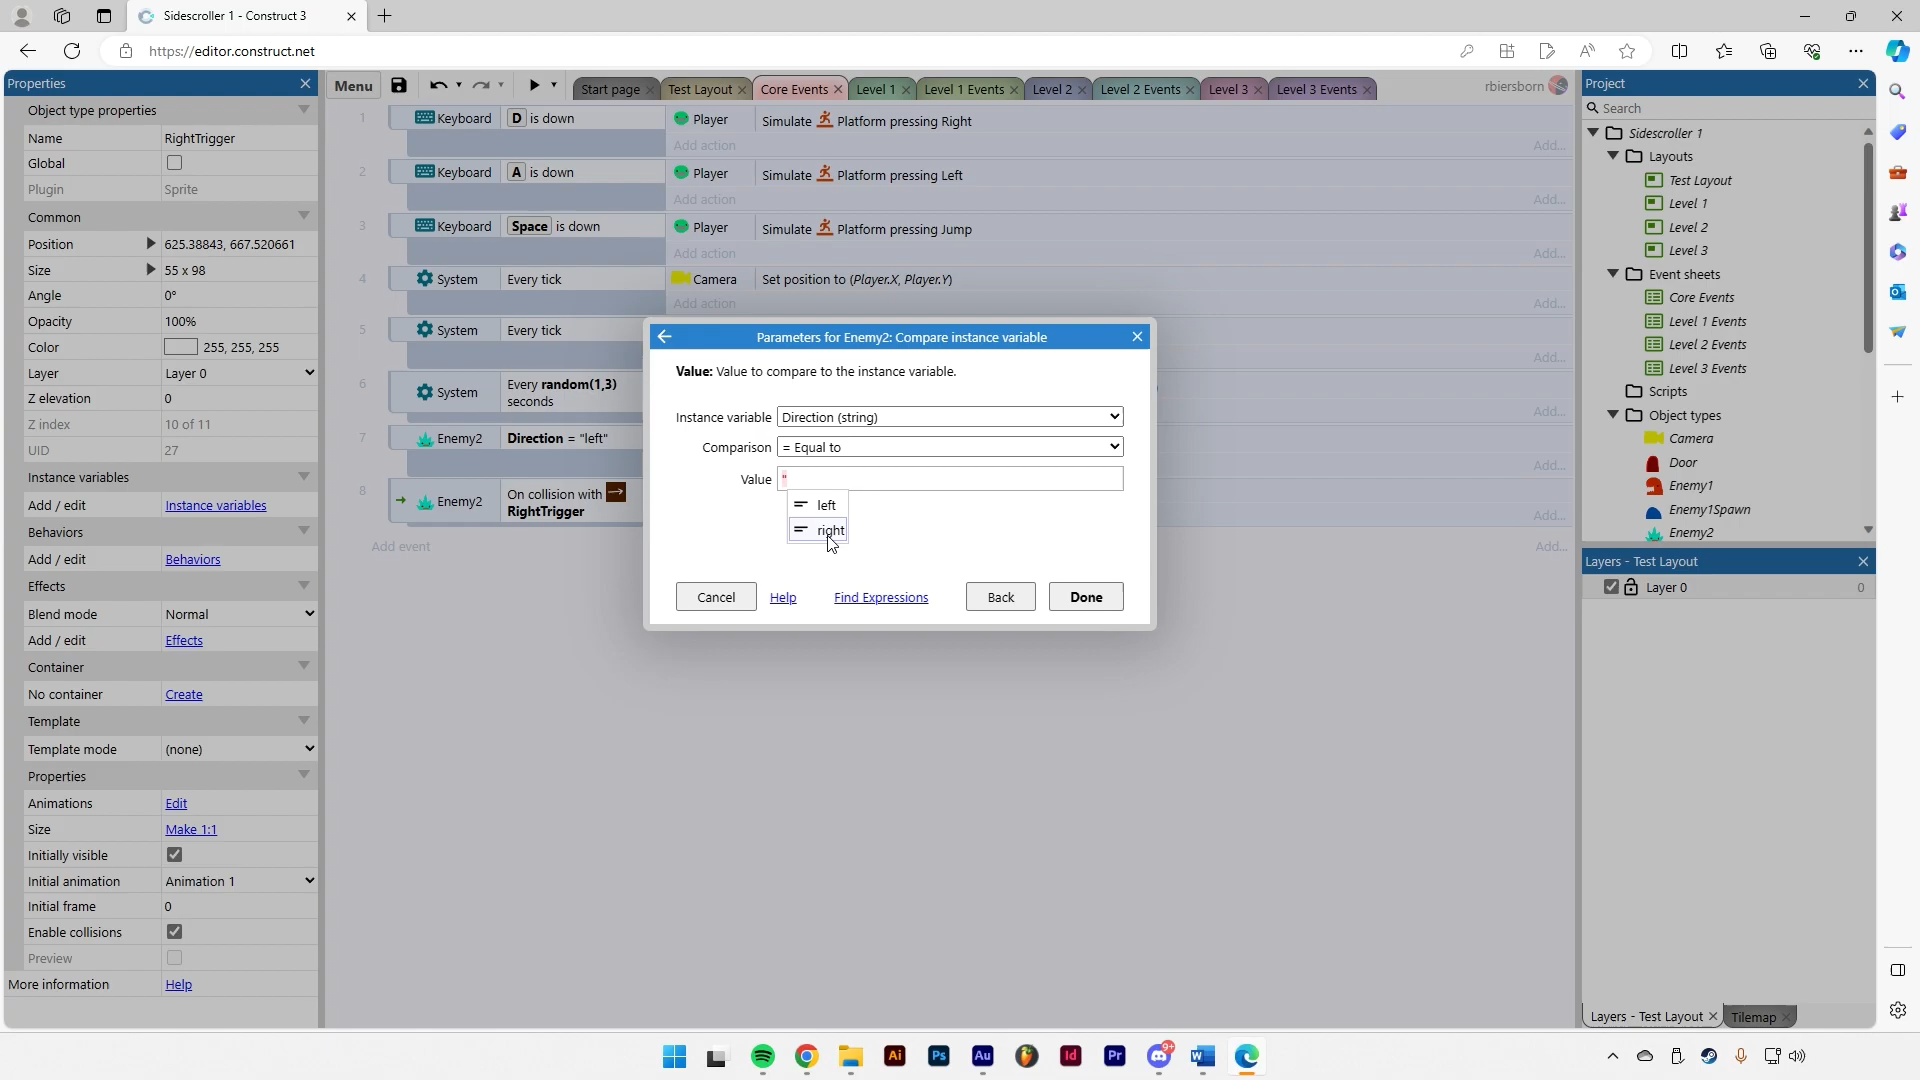 Sidescroller 1 - Construct 3
https://editor.construct.net
Properties
Object type properties
Name RightTrigger
Global
Plugin Sprite
Common
Position 625.38843, 667.520661
Size 55 x 98
Angle 0°
Opacity 100%
Color 255, 255, 255
Layer Layer 0
Z elevation 0
Z index 10 of 11
UID 27
Instance variables
Add / edit Instance variables
Behaviors
Add / edit Behaviors
Effects
Blend mode Normal
Add / edit Effects
Container
No container Create
Template
Template mode (none)
Properties
Animations Edit
Size Make 1:1
Initially visible
Initial animation Animation 1
Initial frame 0
Enable collisions
Preview
More information Help
Menu
Start page Test Layout Core Events Level 1 Level 1 Events Level 2 Level 2 Events Level 3 Level 3 Events
rbiersborn
1 Keyboard D is down Player Simulate Platform pressing Right
Add action Add...
2 Keyboard A is down Player Simulate Platform pressing Left
Add action Add...
3 Keyboard Space is down Player Simulate Platform pressing Jump
Add action Add...
4 System Every tick Camera Set position to (Player.X, Player.Y)
Add action Add...
5 System Every tick
Add...
6 System Every random(1,3) seconds
Add...
7 Enemy2 Direction = "left"
Add...
8 Enemy2 On collision with RightTrigger
Add...
Add event Add...
Parameters for Enemy2: Compare instance variable
Value: Value to compare to the instance variable.
Instance variable Direction (string)
Comparison = Equal to
Value "
left
right
Cancel Help Find Expressions Back Done
Project
Search
Sidescroller 1
Layouts
Test Layout
Level 1
Level 2
Level 3
Event sheets
Core Events
Level 1 Events
Level 2 Events
Level 3 Events
Scripts
Object types
Camera
Door
Enemy1
Enemy1Spawn
Enemy2
Layers - Test Layout
Layer 0 0
Layers - Test Layout Tilemap
Ai Ps Au Id Pr 9+